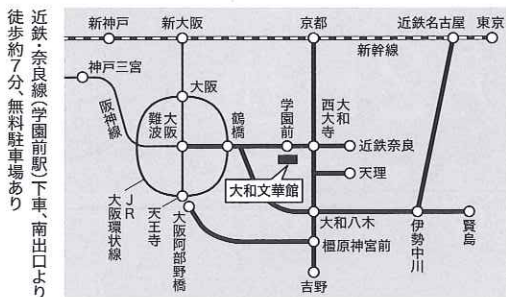 近鉄・奈良線(学園前駅)下車、南出口より
徒歩約7分、無料駐車場あり
新神戸
新大阪
京都
近鉄名古屋
東京
新幹線
神戸三宮
阪神線
大阪
大阪
難波
鶴橋
学園前
大和
西大寺
近鉄奈良
天理
大和文華館
JR
大阪環状線
天王寺
大阪阿部野橋
大和八木
橿原神宮前
吉野
伊勢中川
賢島